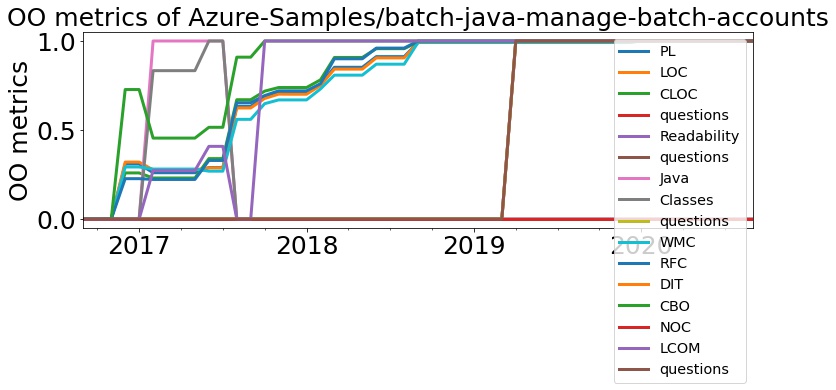 OO metrics of Azure-Samples/batch-java-manage-batch-accounts
OO metrics
1.0
0.5
0.0
2017
2018
2019
2020
PL
LOC
CLOC
questions
Readability
questions
Java
Classes
questions
WMC
RFC
DIT
CBO
NOC
LCOM
questions